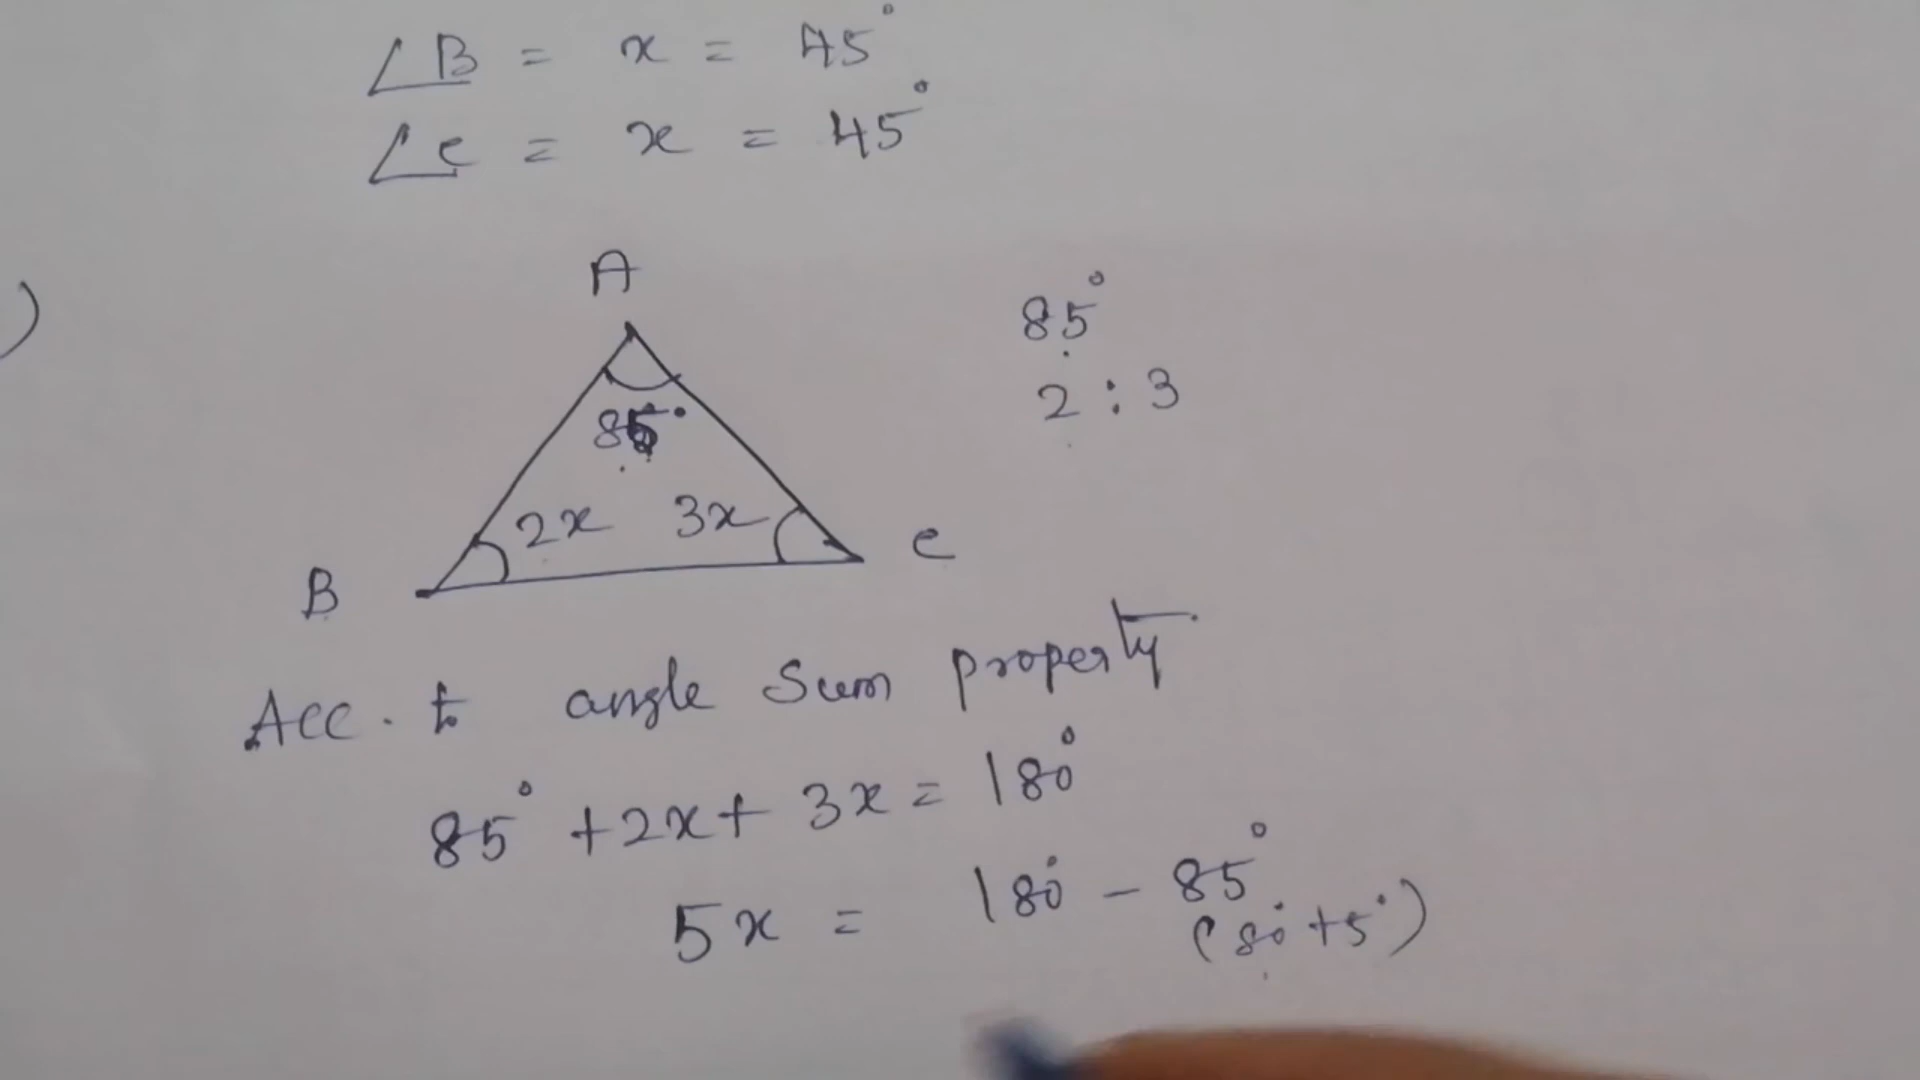 ∠B = x = 45°
∠C = x = 45°
)
A
85°
2 : 3
85°
2x 3x
B
C
Acc. to angle Sum property
85° + 2x + 3x = 180°
5x = 180° - 85°
(80° + 5°)